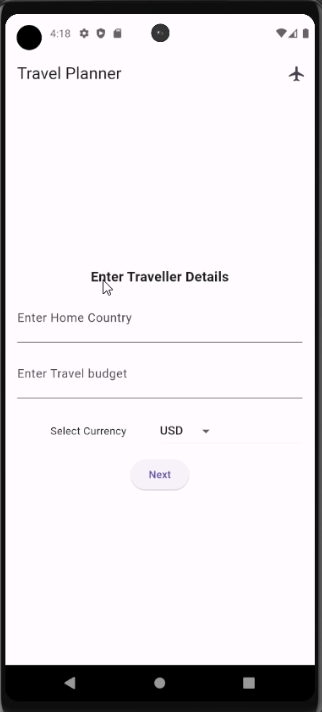 4:18
Travel Planner
Enter Traveller Details
Enter Home Country
Enter Travel budget
Select Currency USD
Next